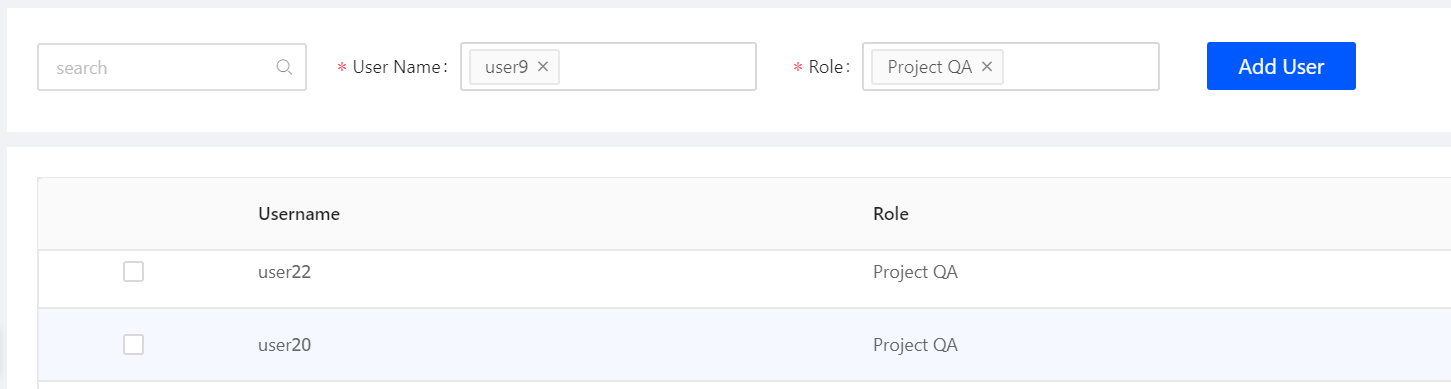 search * User Name: user9 × * Role: Project QA × Add User
Username Role
user22 Project QA
user20 Project QA